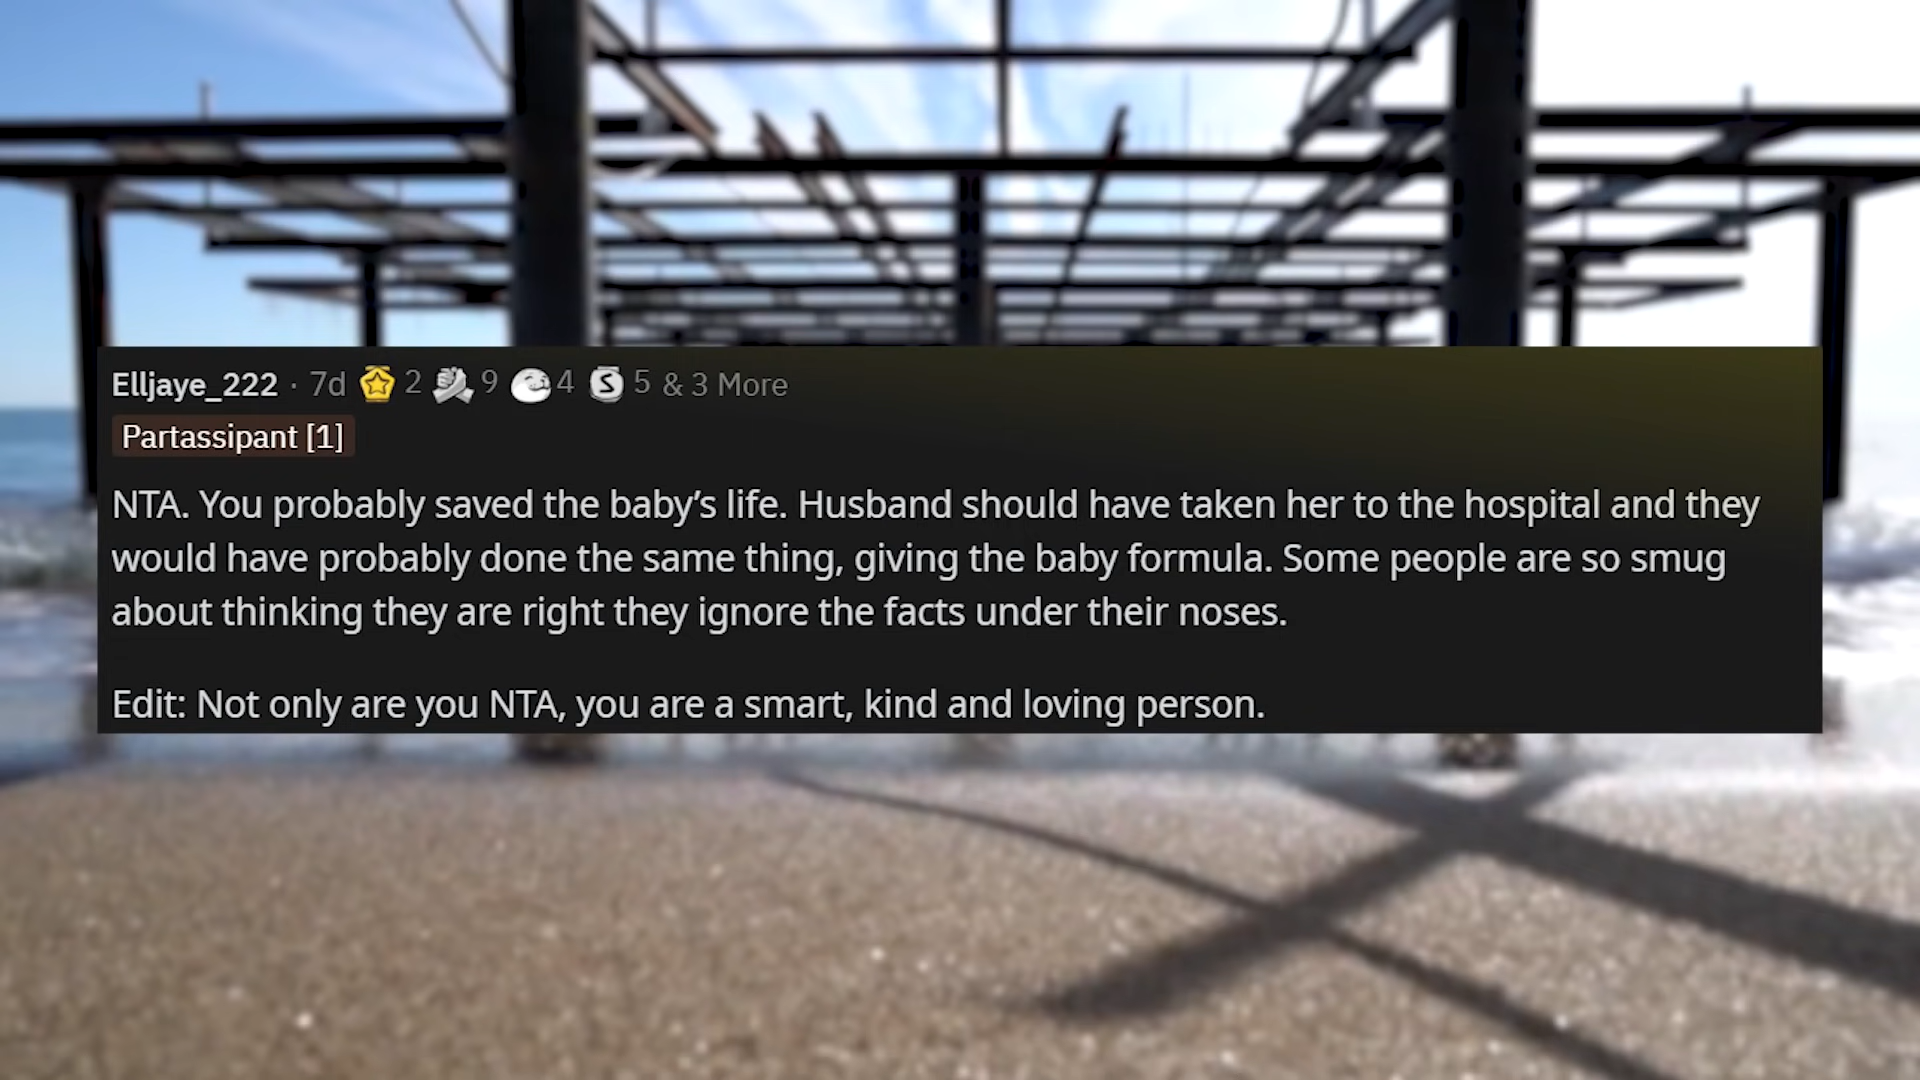 Elljaye_222 · 7d 2 9 4 5 & 3 More
Partassipant [1]
NTA. You probably saved the baby’s life. Husband should have taken her to the hospital and they
would have probably done the same thing, giving the baby formula. Some people are so smug
about thinking they are right they ignore the facts under their noses.
Edit: Not only are you NTA, you are a smart, kind and loving person.